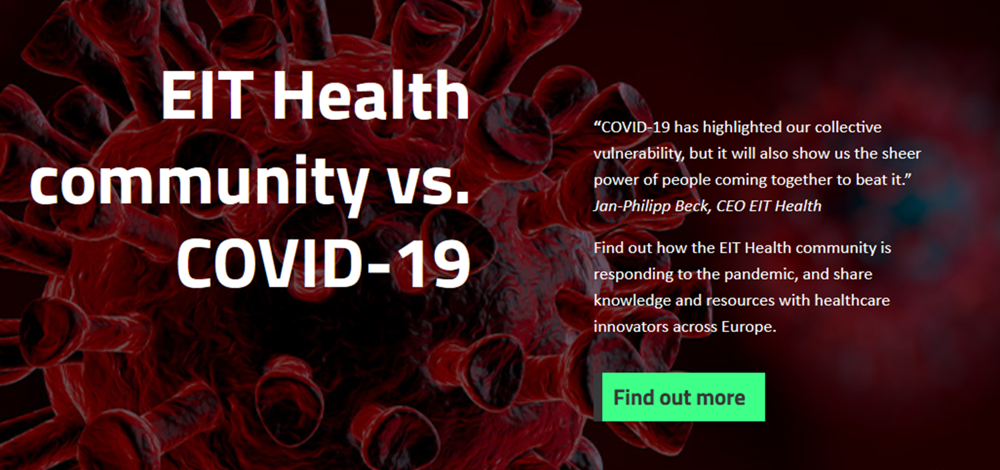 EIT Health
community vs.
COVID-19
“COVID-19 has highlighted our collective
vulnerability, but it will also show us the sheer
power of people coming together to beat it.”
Jan-Philipp Beck, CEO EIT Health
Find out how the EIT Health community is
responding to the pandemic, and share
knowledge and resources with healthcare
innovators across Europe.
Find out more